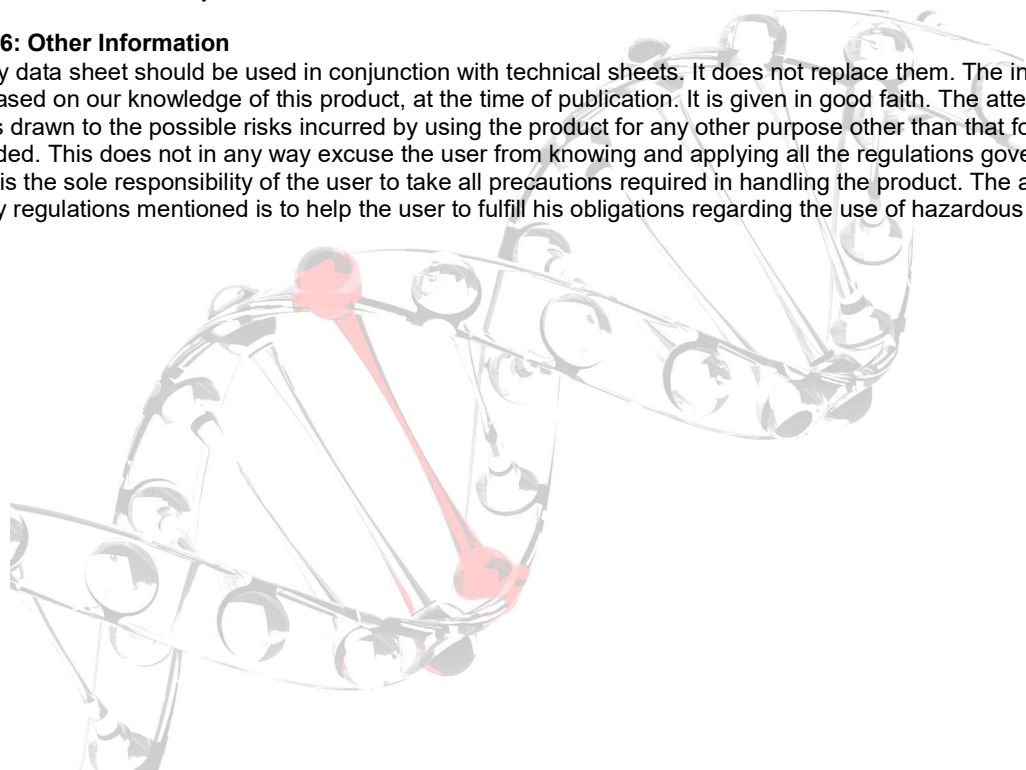 6: Other Information
y data sheet should be used in conjunction with technical sheets. It does not replace them. The in
ased on our knowledge of this product, at the time of publication. It is given in good faith. The atte
s drawn to the possible risks incurred by using the product for any other purpose other than that fo
ded. This does not in any way excuse the user from knowing and applying all the regulations gove
is the sole responsibility of the user to take all precautions required in handling the product. The a
y regulations mentioned is to help the user to fulfill his obligations regarding the use of hazardous